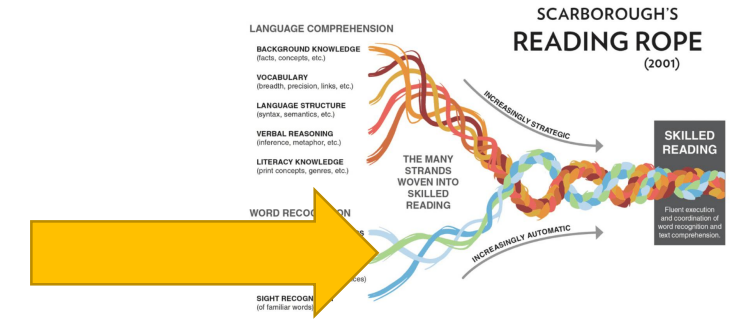 SCARBOROUGH'S
READING ROPE
(2001)
LANGUAGE COMPREHENSION
BACKGROUND KNOWLEDGE
(facts, concepts, etc.)
VOCABULARY
(breadth, precision, links, etc.)
LANGUAGE STRUCTURE
(syntax, semantics, etc.)
VERBAL REASONING
(inference, metaphor, etc.)
LITERACY KNOWLEDGE
(print concepts, genres, etc.)
THE MANY
STRANDS
WOVEN INTO
SKILLED
READING
WORD
SIGHT
(of familiar words)
INCREASINGLY STRATEGIC
INCREASINGLY AUTOMATIC
SKILLED
READING
Fluent execution
and coordination of
word recognition and
text comprehension.